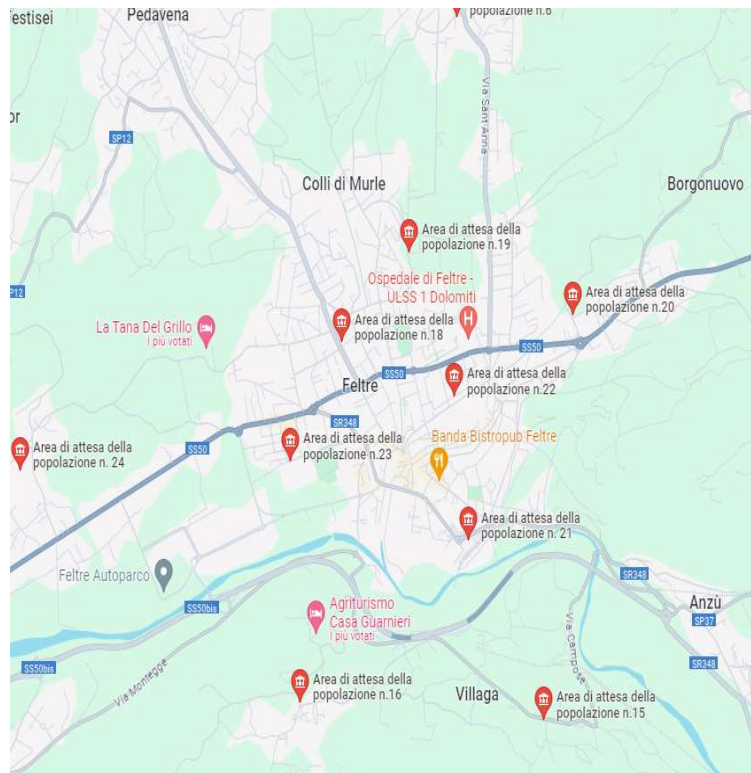 estisei
Pedavena
popolazione n.6
or
Via Sant'Anna
SP12
Colli di Murle
Borgonuovo
Area di attesa della
popolazione n.19
Ospedale di Feltre -
ULSS 1 Dolomiti
P12
Area di attesa della
popolazione n.20
La Tana Del Grillo
I più votati
Area di attesa della
popolazione n.18
H
SS50
SS50
Feltre
Area di attesa della
popolazione n.22
SR348
Banda Bistropub Feltre
Area di attesa della
popolazione n.23
Area di attesa della
popolazione n. 24
SS50
Area di attesa della
popolazione n. 21
Feltre Autoparco
SR348
Anzù
SS50bis
Agriturismo
Casa Guarnieri
I più votati
SP37
Via Campose
SS50bis
Via Montegge
SR348
Area di attesa della
popolazione n.16
Villaga
Area di attesa della
popolazione n.15